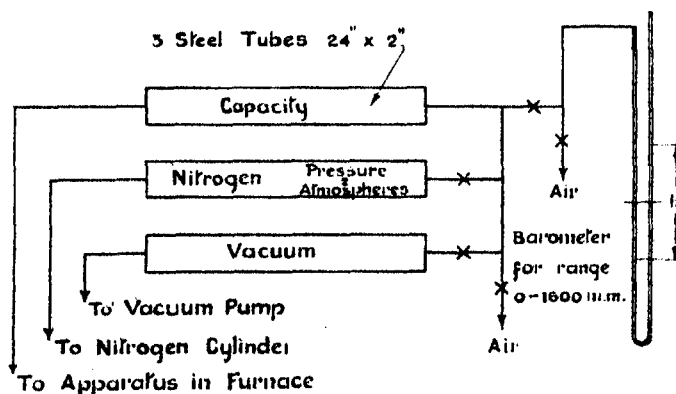 3 Steel Tubes 24" x 2"
Capacity
Nitrogen
Pressure
Atmospheres
Vacuum
Air
Barometer
for range
0-1600 m.m.
Air
To Vacuum Pump
To Nitrogen Cylinder
To Apparatus in Furnace